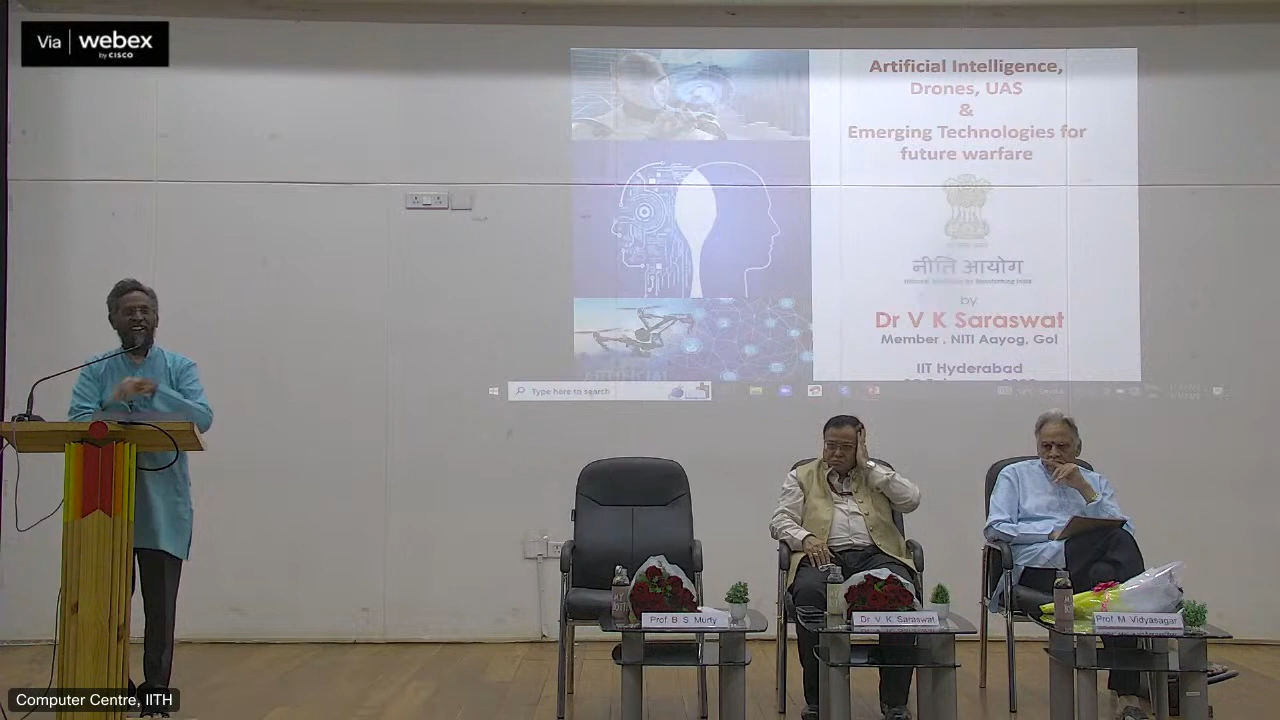 Via webex
by CISCO
Artificial Intelligence,
Drones, UAS
&
Emerging Technologies for
future warfare
नीति आयोग
by
Dr V K Saraswat
Member , NITI Aayog, GoI
IIT Hyderabad
Type here to search
Prof. B. S. Murty
Dr. V. K. Saraswat
Prof. M. Vidyasagar
Computer Centre, IITH